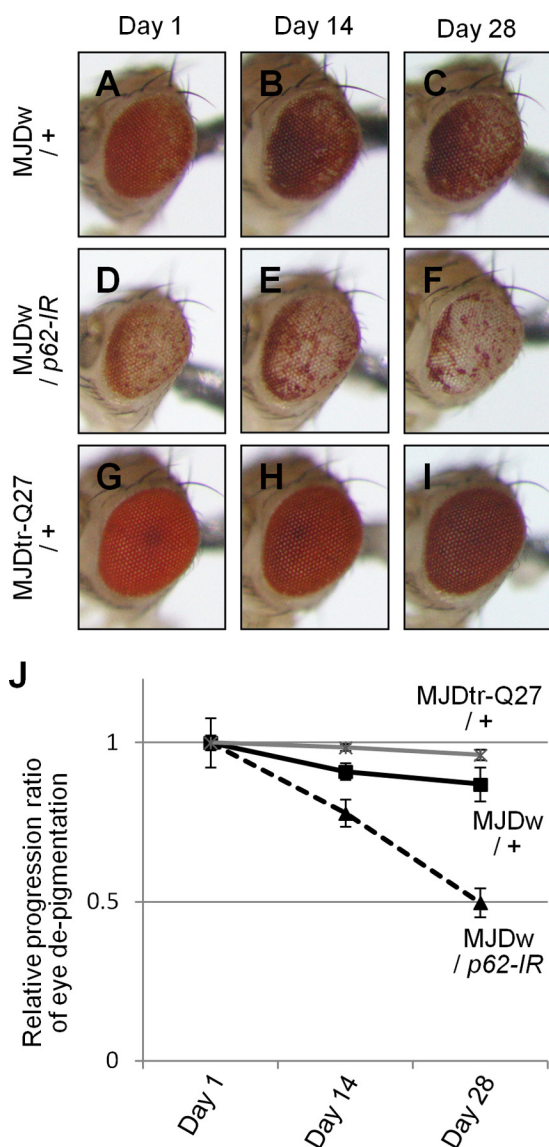 Day 1 Day 14 Day 28
MJDw
/ +
A B C
MJDw
/ p62-IR
D E F
MJDtr-Q27
/ +
G H I
J
Relative progression ratio
of eye de-pigmentation
1
0.5
0
MJDtr-Q27
/ +
MJDw
/ +
MJDw
/ p62-IR
Day 1 Day 14 Day 28